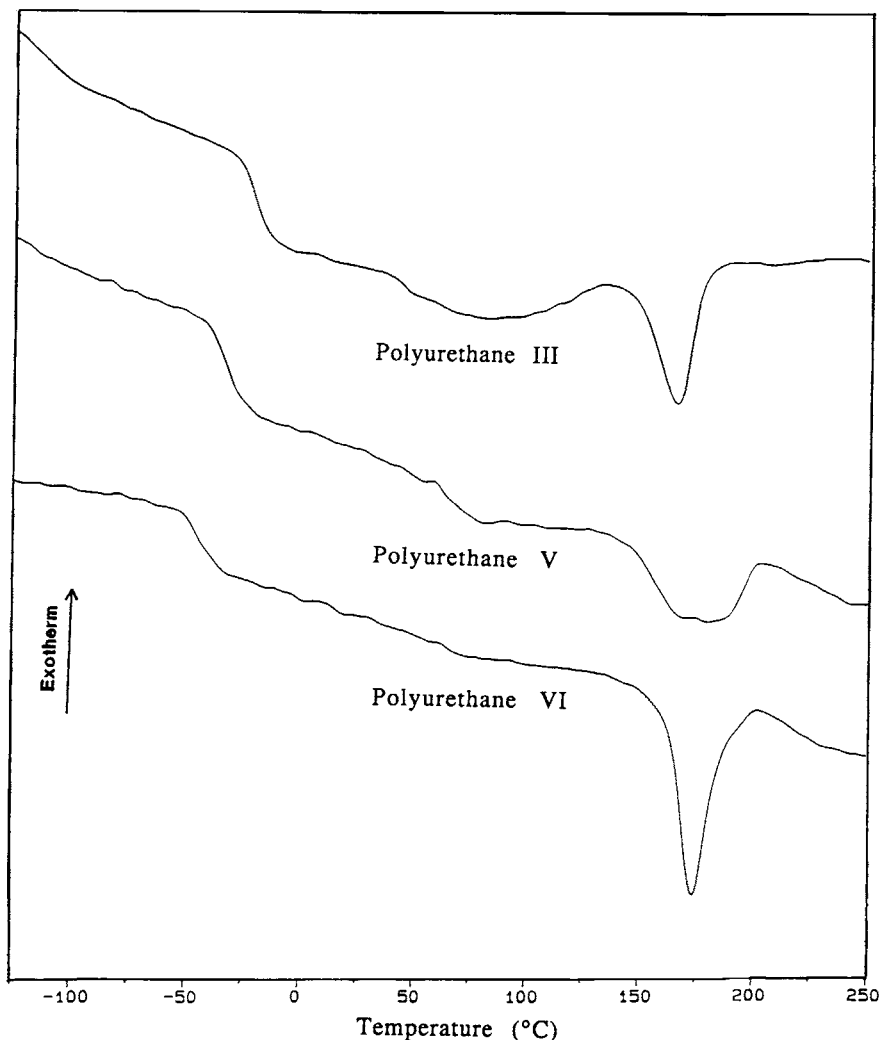 Polyurethane III
Polyurethane V
Polyurethane VI
Exotherm
-100 -50 0 50 100 150 200 250
Temperature (°C)